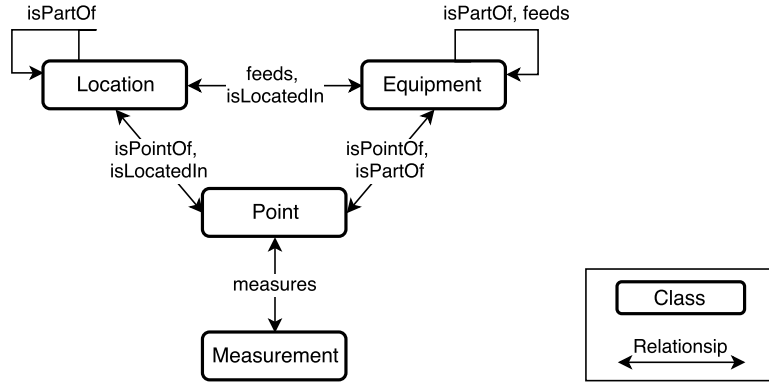 isPartOf
isPartOf, feeds
Location
feeds,
isLocatedIn
Equipment
isPointOf,
isLocatedIn
isPointOf,
isPartOf
Point
measures
Measurement
Class
Relationsip